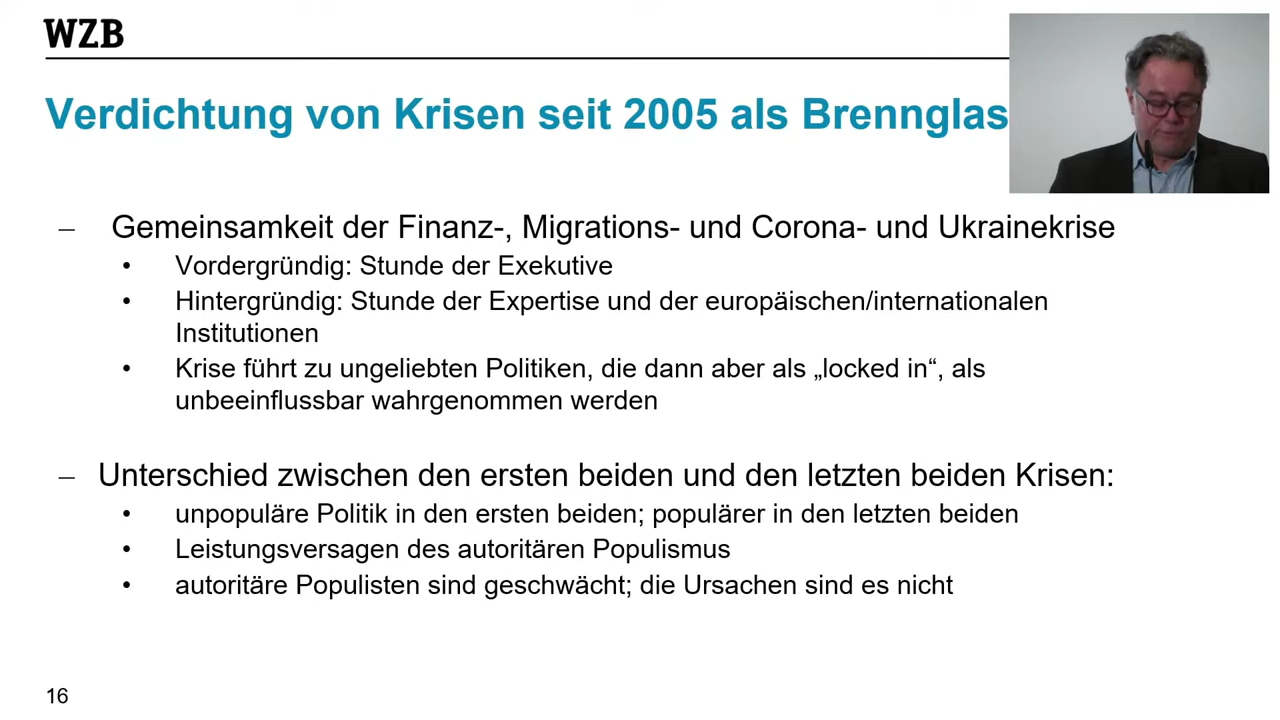 WZB
Verdichtung von Krisen seit 2005 als Brennglas
– Gemeinsamkeit der Finanz-, Migrations- und Corona- und Ukrainekrise
• Vordergründig: Stunde der Exekutive
• Hintergründig: Stunde der Expertise und der europäischen/internationalen
Institutionen
• Krise führt zu ungeliebten Politiken, die dann aber als „locked in“, als
unbeeinflussbar wahrgenommen werden
– Unterschied zwischen den ersten beiden und den letzten beiden Krisen:
• unpopuläre Politik in den ersten beiden; populärer in den letzten beiden
• Leistungsversagen des autoritären Populismus
• autoritäre Populisten sind geschwächt; die Ursachen sind es nicht
16